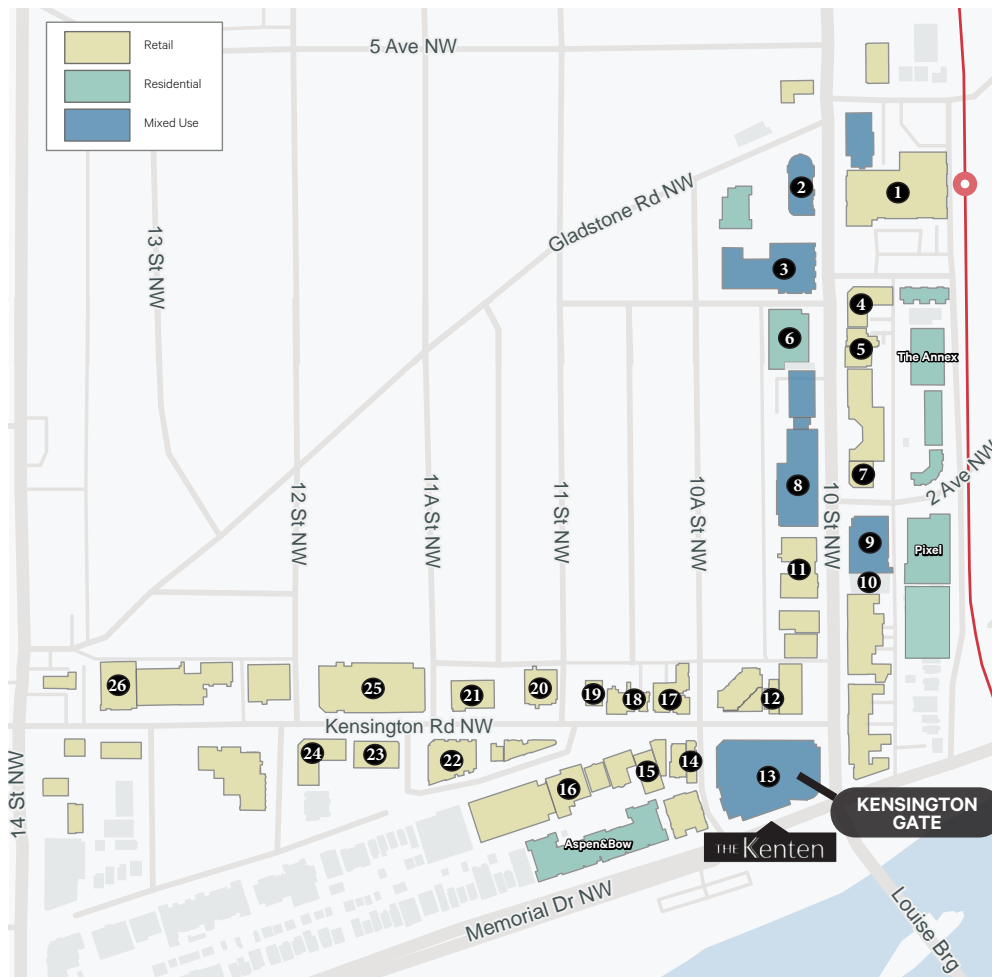 Retail
Residential
Mixed Use
5 Ave NW
Gladstone Rd NW
13 St NW
12 St NW
11A St NW
11 St NW
10A St NW
10 St NW
2 Ave NW
14 St NW
Kensington Rd NW
Memorial Dr NW
Louise Brg
1
2
3
4
5
The Annex
6
7
8
9
Pixel
10
11
12
13
14
15
16
17
18
19
20
21
22
23
24
25
26
Aspen&Bow
KENSINGTON
GATE
THE Kenten